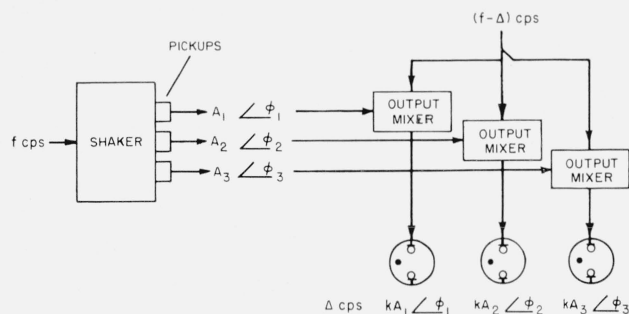 (f-Δ) cps
PICKUPS
f cps
SHAKER
A₁ ∠ϕ₁
A₂ ∠ϕ₂
A₃ ∠ϕ₃
OUTPUT
MIXER
OUTPUT
MIXER
OUTPUT
MIXER
Δ cps kA₁ ∠ϕ₁ kA₂ ∠ϕ₂ kA₃ ∠ϕ₃